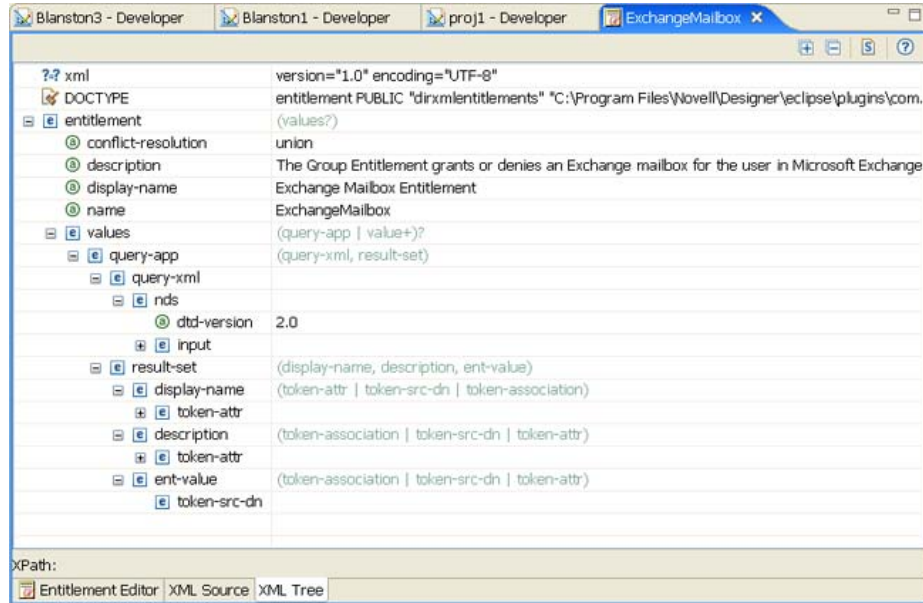 Blanston3 - Developer Blanston1 - Developer proj1 - Developer ExchangeMailbox
?=? xml version="1.0" encoding="UTF-8"
DOCTYPE entitlement PUBLIC "dirxmlentitlements" "C:\Program Files\Novell\Designer\eclipse\plugins\com.
entitlement (values?)
conflict-resolution union
description The Group Entitlement grants or denies an Exchange mailbox for the user in Microsoft Exchange
display-name Exchange Mailbox Entitlement
name ExchangeMailbox
values (query-app | value+)?
query-app (query-xml, result-set)
query-xml
nds
dtd-version 2.0
input
result-set (display-name, description, ent-value)
display-name (token-attr | token-src-dn | token-association)
token-attr
description (token-association | token-src-dn | token-attr)
token-attr
ent-value (token-association | token-src-dn | token-attr)
token-src-dn
XPath:
Entitlement Editor XML Source XML Tree